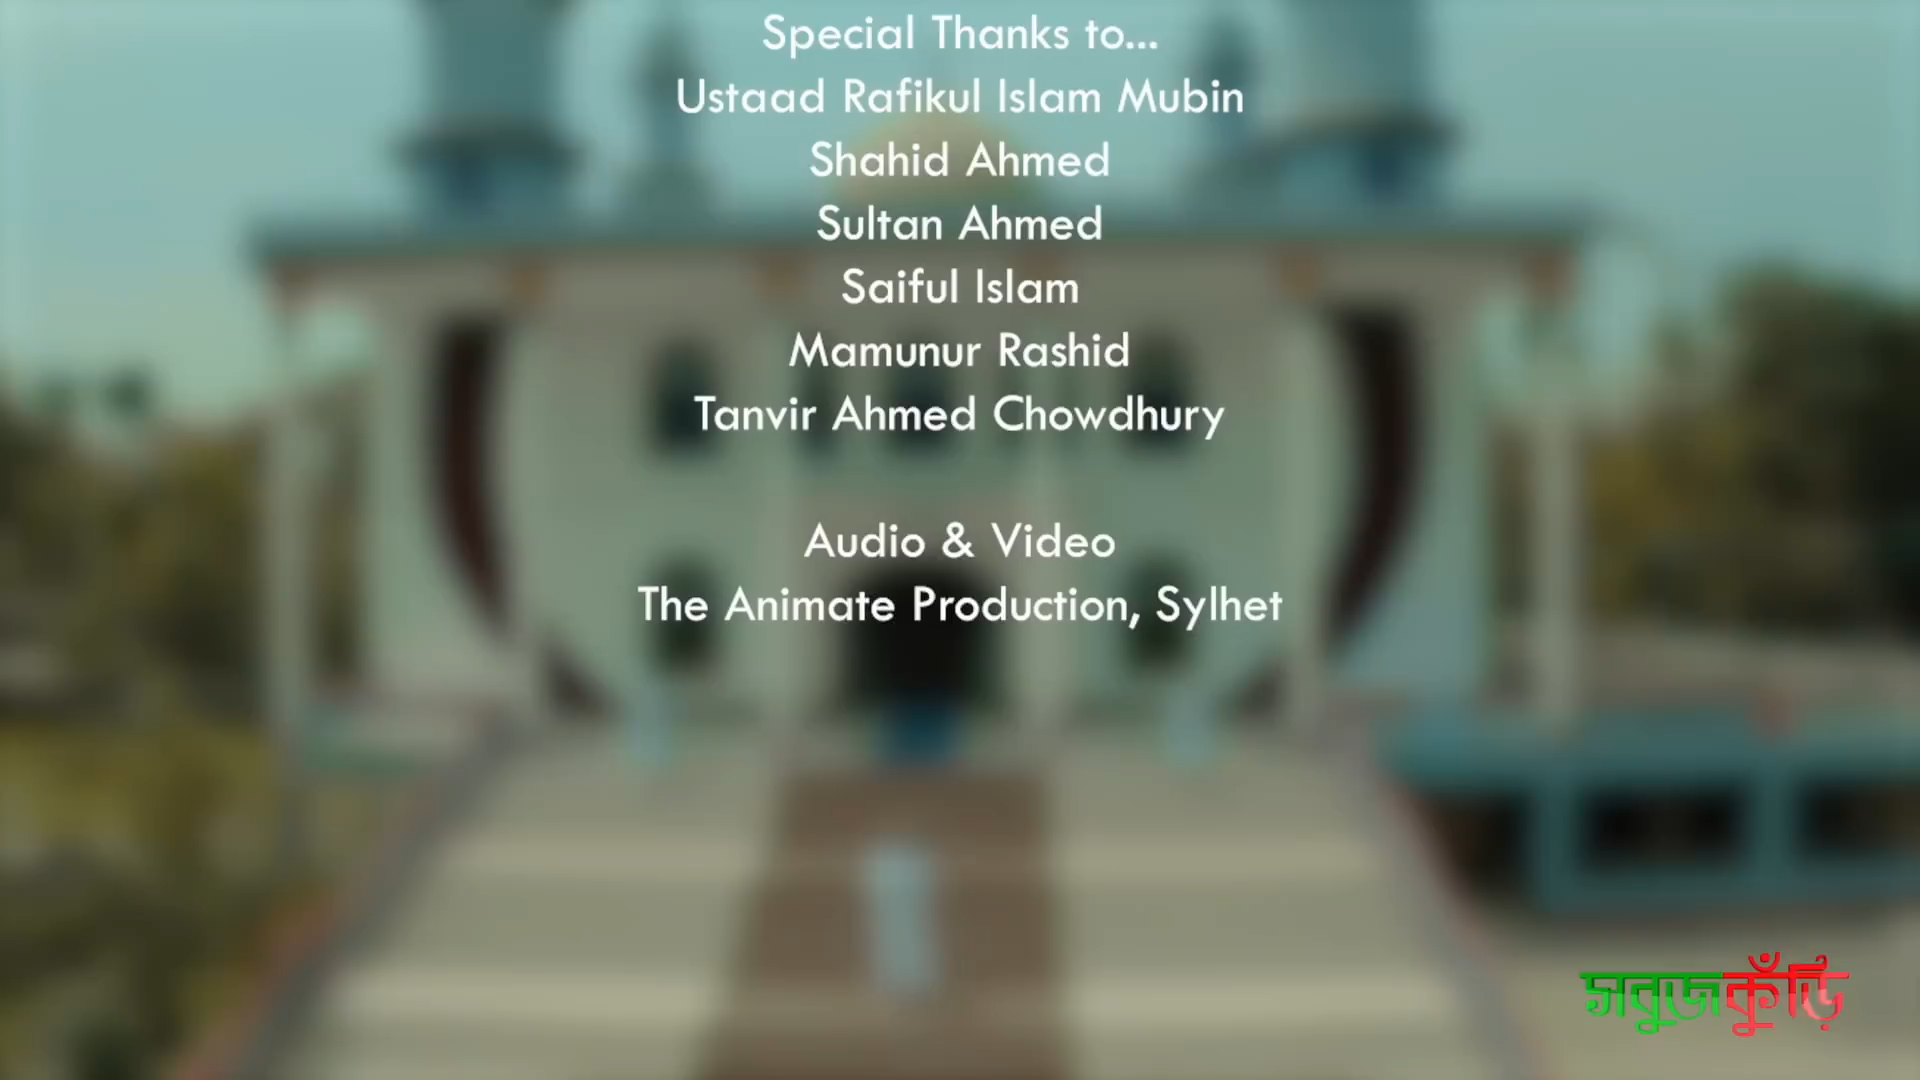 Special Thanks to...
Ustaad Rafikul Islam Mubin
Shahid Ahmed
Sultan Ahmed
Saiful Islam
Mamunur Rashid
Tanvir Ahmed Chowdhury
Audio & Video
The Animate Production, Sylhet
সবুজকুঁড়ি